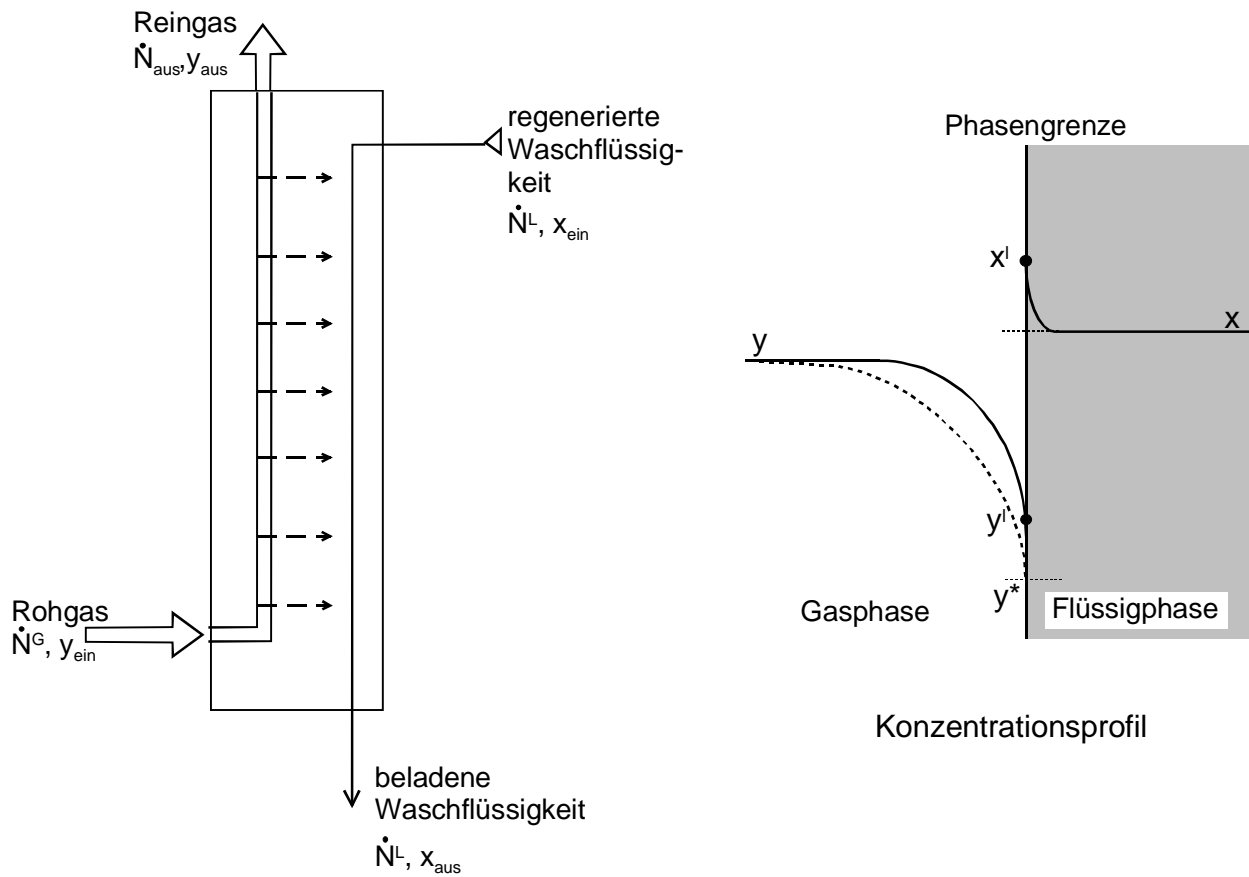 Reingas
Ṅaus,yaus
regenerierte
Waschflüssig-
keit
Ṅᴸ, xein
Rohgas
Ṅᴳ, yein
beladene
Waschflüssigkeit
Ṅᴸ, xaus
Phasengrenze
xᴵ
x
y
yᴵ
y*
Gasphase
Flüssigphase
Konzentrationsprofil